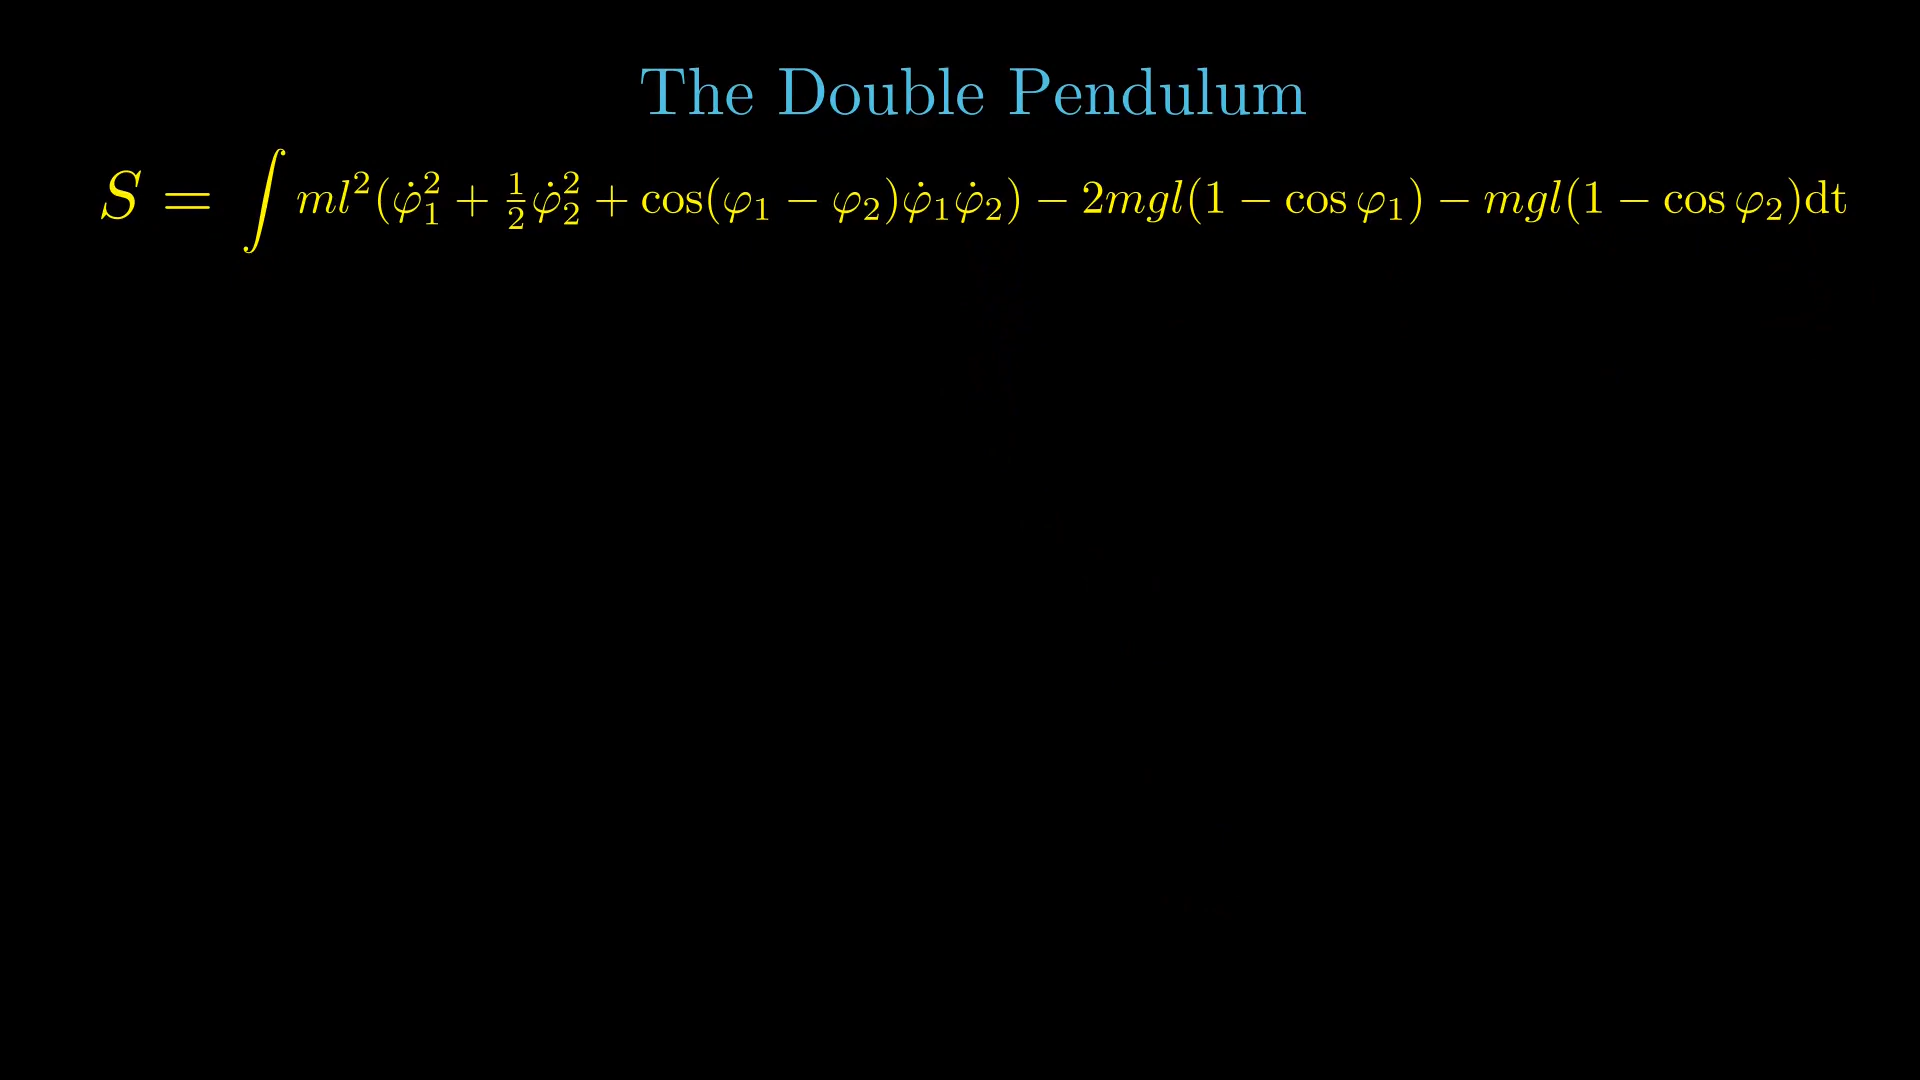 The Double Pendulum
S = ∫ ml²(φ̇₁² + ½φ̇₂² + cos(φ₁ − φ₂)φ̇₁φ̇₂) − 2mgl(1 − cos φ₁) − mgl(1 − cos φ₂)dt